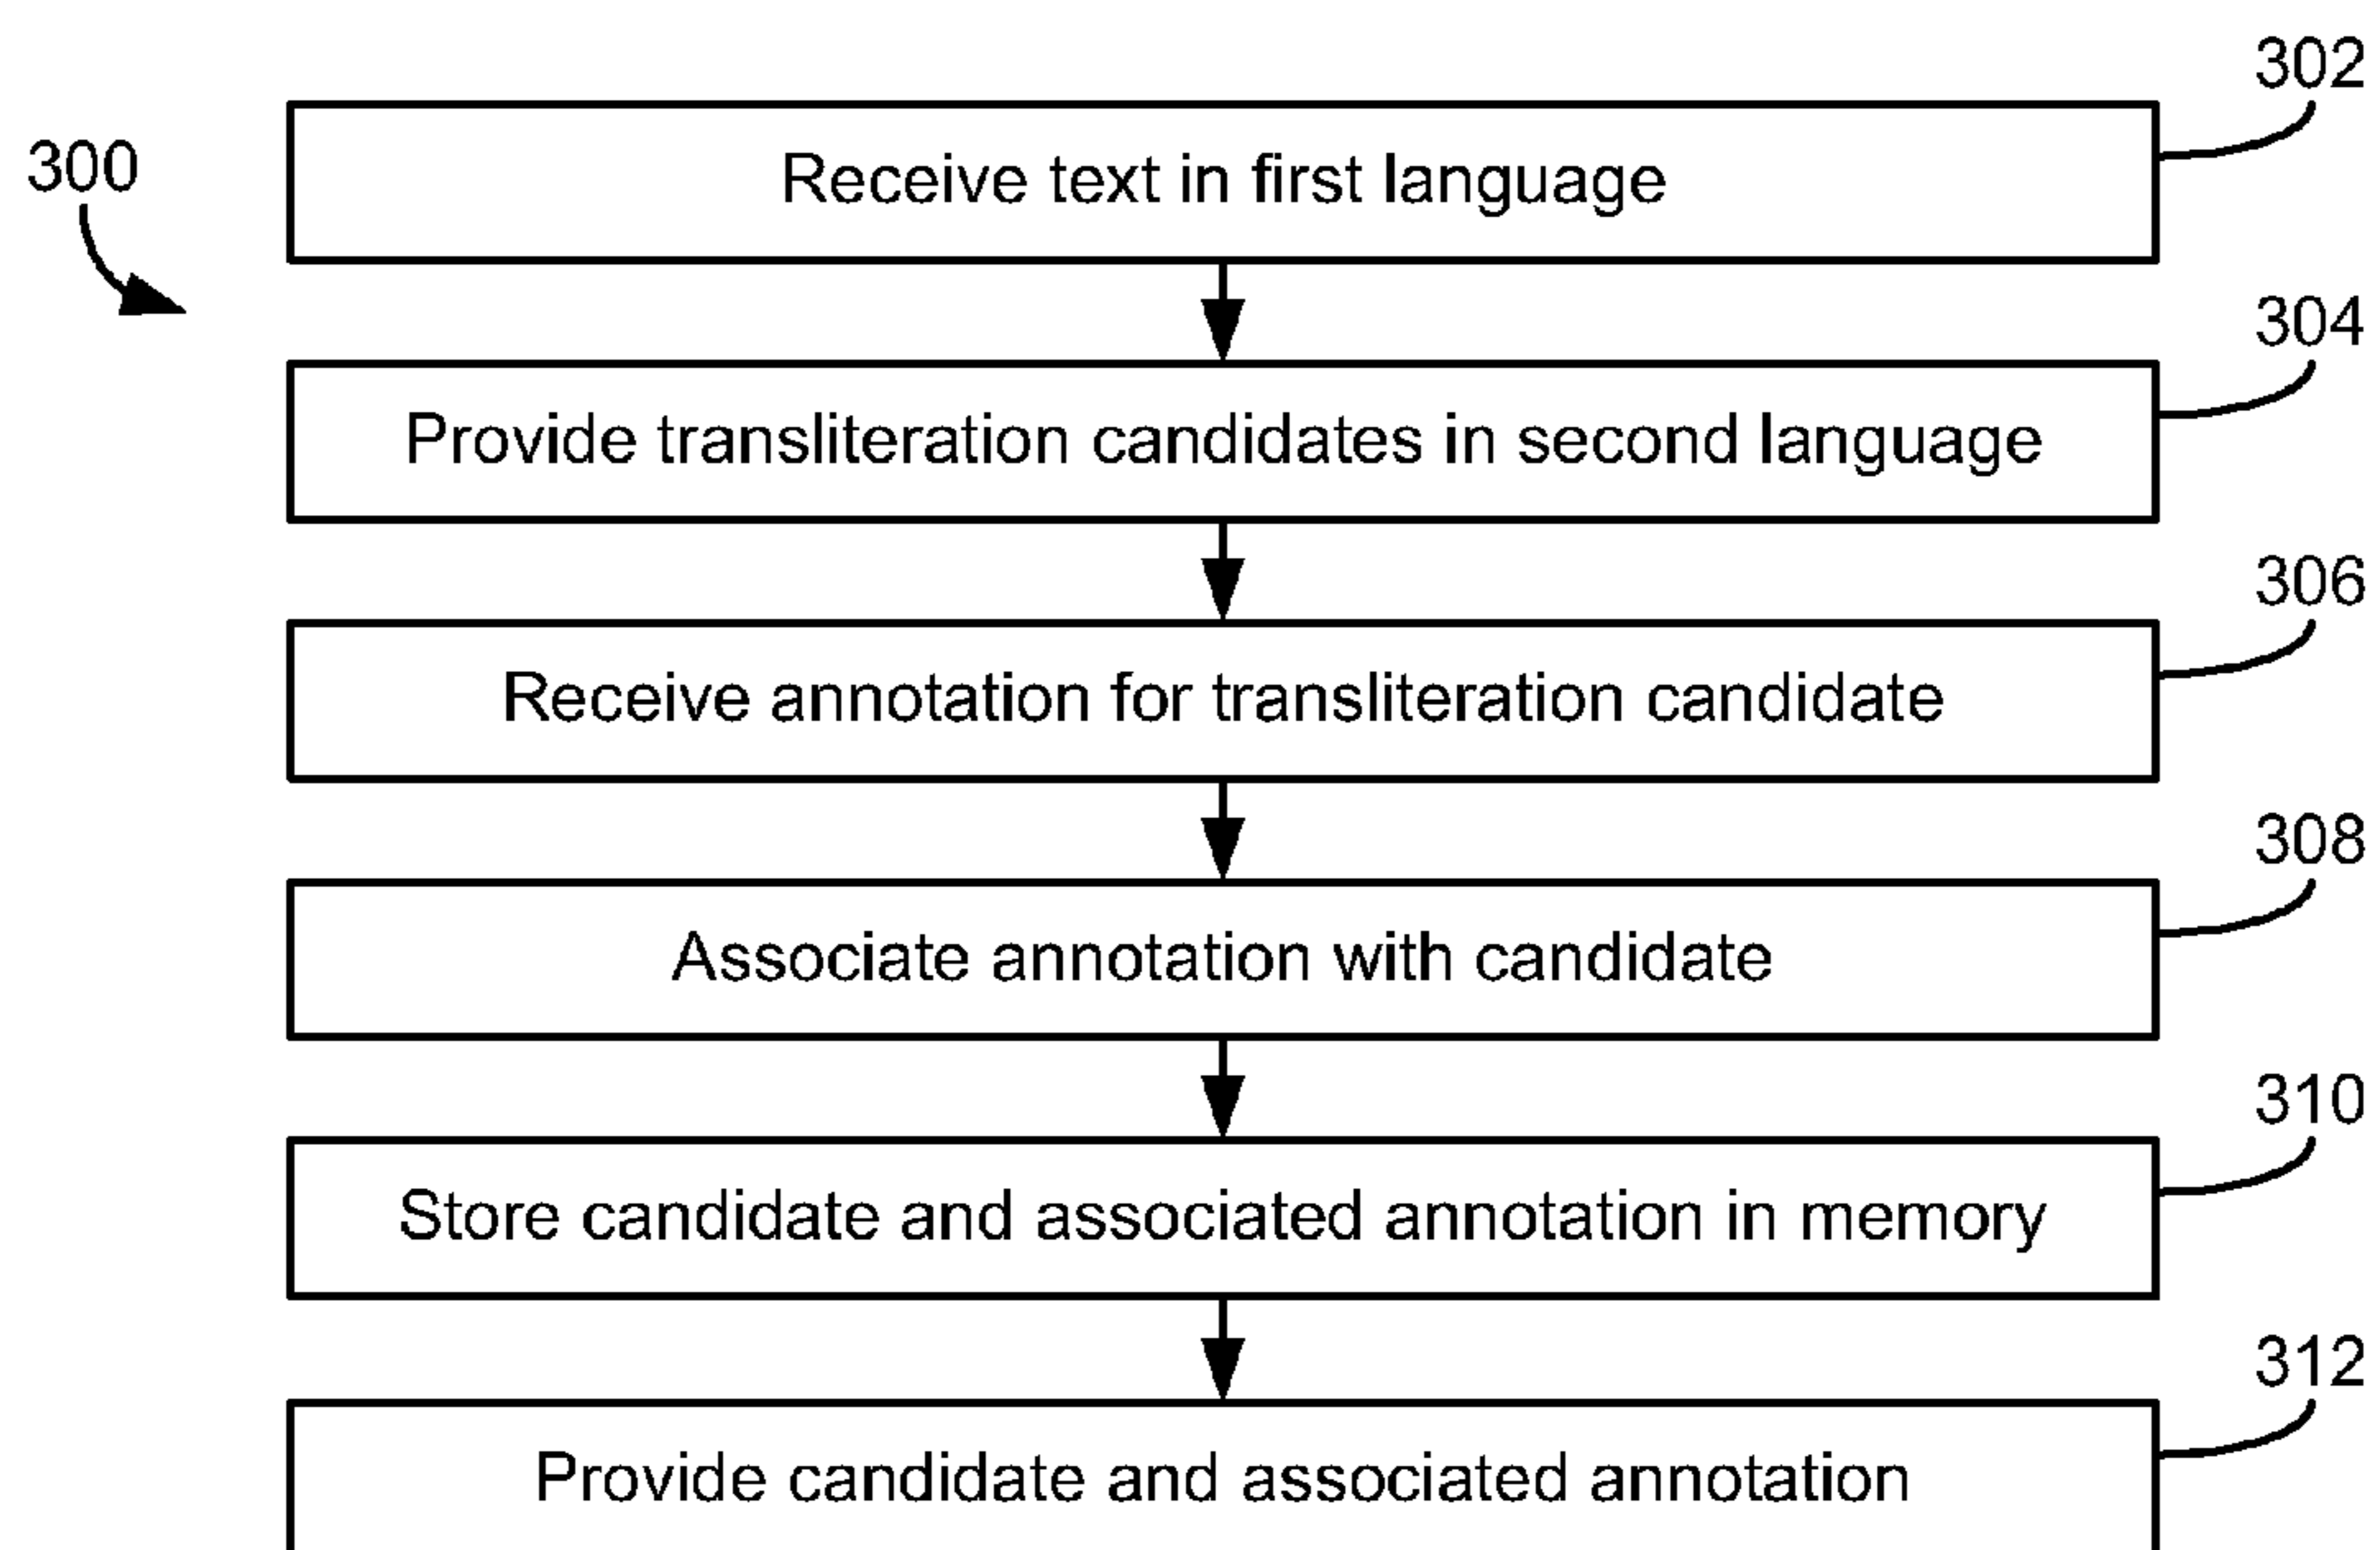 302
300
Receive text in first language
304
Provide transliteration candidates in second language
306
Receive annotation for transliteration candidate
308
Associate annotation with candidate
310
Store candidate and associated annotation in memory
312
Provide candidate and associated annotation